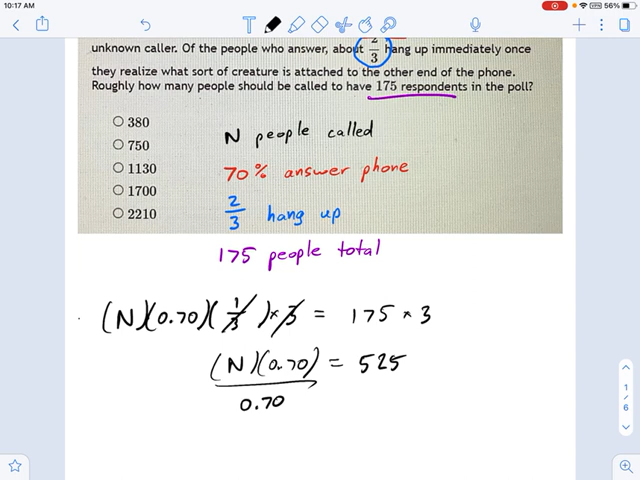 10:17 AM
56%
T
unknown caller. Of the people who answer, about 2/3 hang up immediately once
they realize what sort of creature is attached to the other end of the phone.
Roughly how many people should be called to have 175 respondents in the poll?
380
750
1130
1700
2210
N people called
70% answer phone
2/3 hang up
175 people total
(N)(0.70)(1/3) × 3 = 175 × 3
(N)(0.70) = 525
0.70
1
/
6